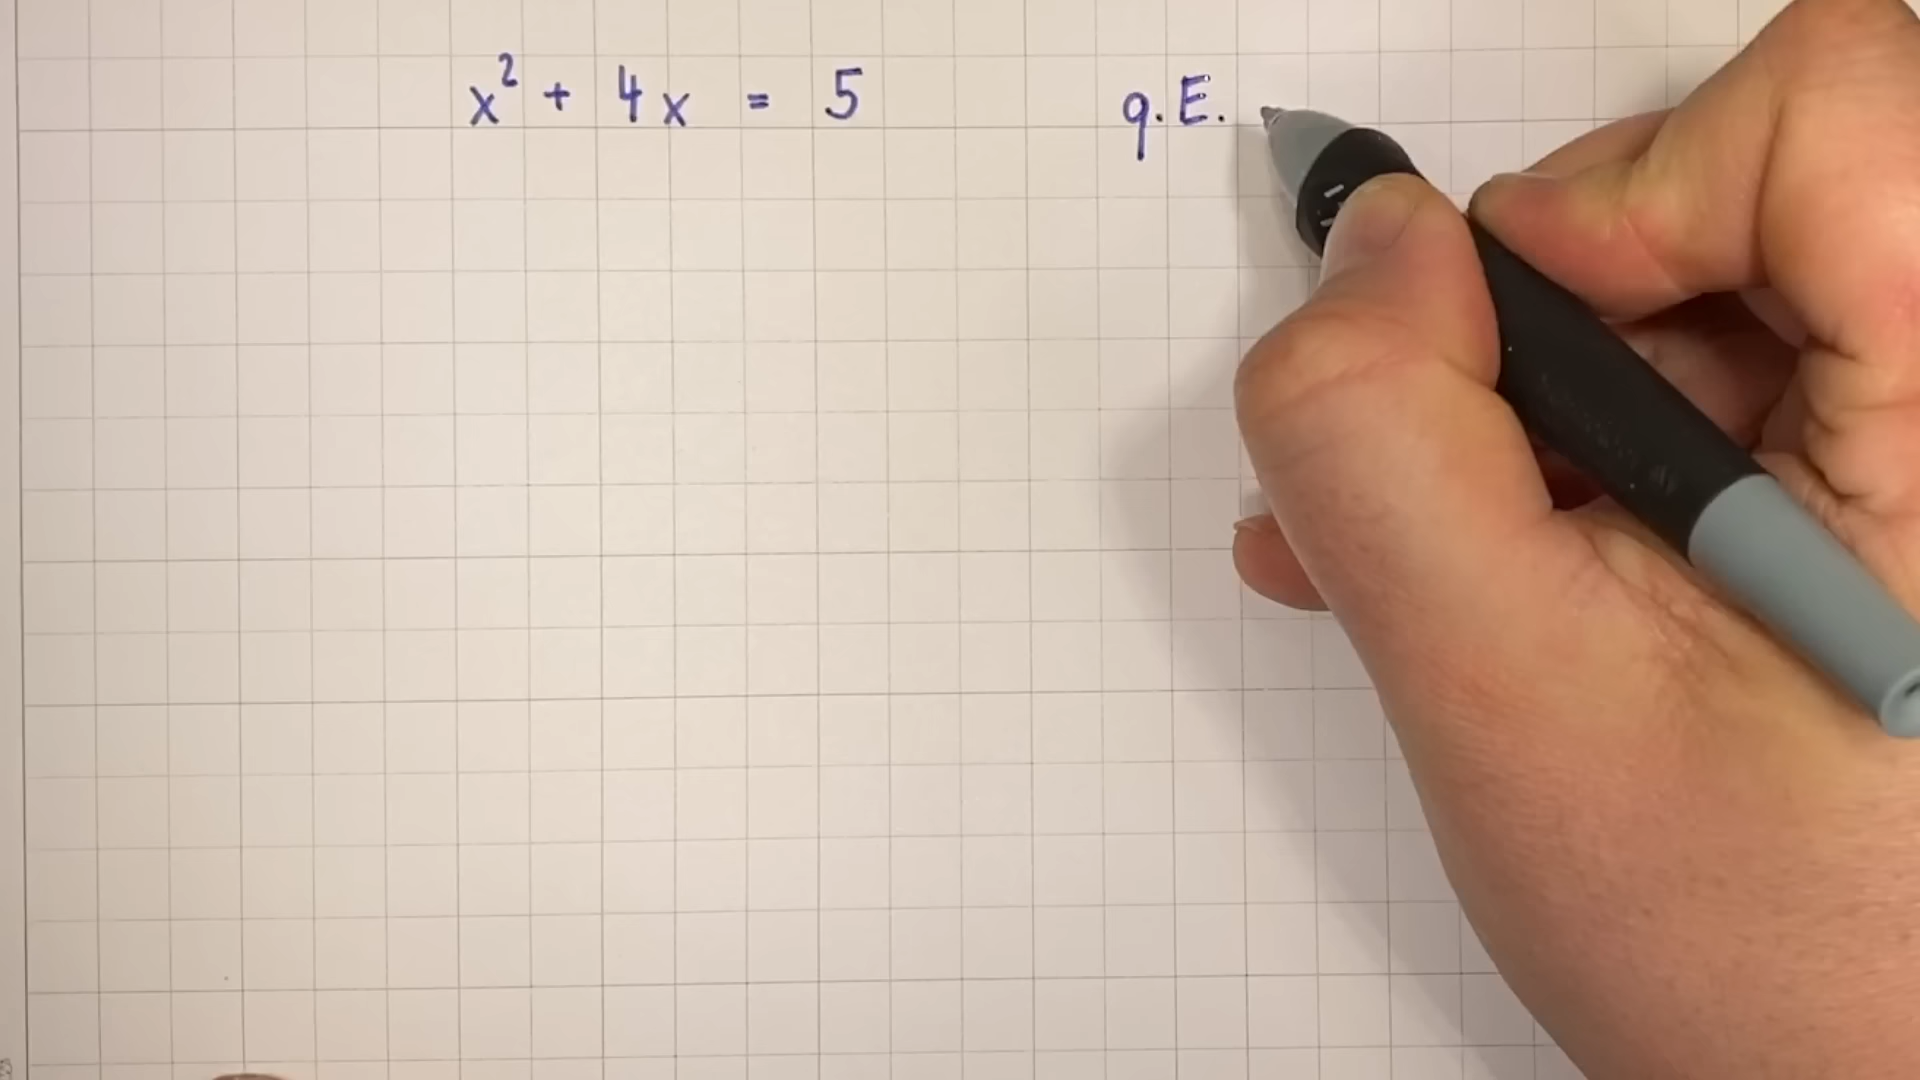 x² + 4x = 5 q.E.